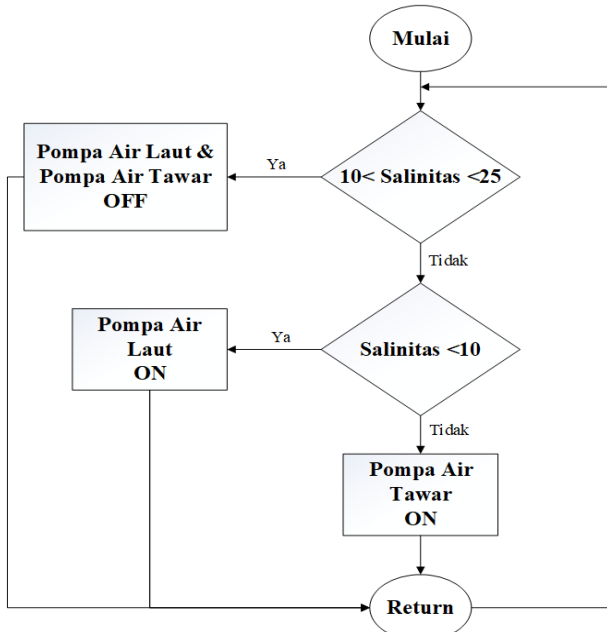 Mulai
10< Salinitas <25
Ya
Pompa Air Laut &
Pompa Air Tawar
OFF
Tidak
Salinitas <10
Ya
Pompa Air
Laut
ON
Tidak
Pompa Air
Tawar
ON
Return